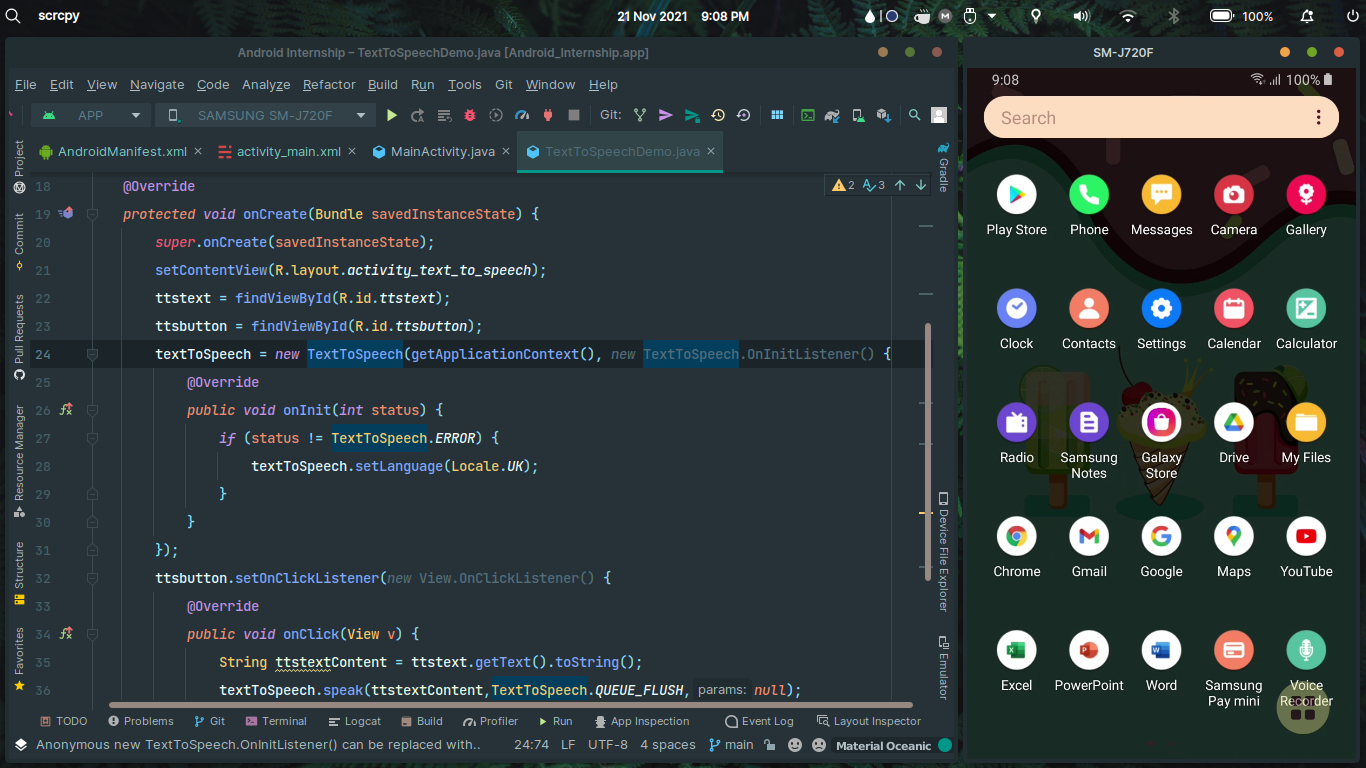 scrcpy
21 Nov 2021 9:08 PM
100%
Android Internship – TextToSpeechDemo.java [Android_Internship.app]
File Edit View Navigate Code Analyze Refactor Build Run Tools Git Window Help
APP
SAMSUNG SM-J720F
Git:
AndroidManifest.xml
activity_main.xml
MainActivity.java
TextToSpeechDemo.java
Project
Commit
Pull Requests
Resource Manager
Structure
Favorites
2 3
18 @Override
19 protected void onCreate(Bundle savedInstanceState) {
20 super.onCreate(savedInstanceState);
21 setContentView(R.layout.activity_text_to_speech);
22 ttstext = findViewById(R.id.ttstext);
23 ttsbutton = findViewById(R.id.ttsbutton);
24 textToSpeech = new TextToSpeech(getApplicationContext(), new TextToSpeech.OnInitListener() {
25 @Override
26 public void onInit(int status) {
27 if (status != TextToSpeech.ERROR) {
28 textToSpeech.setLanguage(Locale.UK);
29 }
30 }
31 });
32 ttsbutton.setOnClickListener(new View.OnClickListener() {
33 @Override
34 public void onClick(View v) {
35 String ttstextContent = ttstext.getText().toString();
36 textToSpeech.speak(ttstextContent,TextToSpeech.QUEUE_FLUSH, params: null);
Gradle
Device File Explorer
Emulator
TODO Problems Git Terminal Logcat Build Profiler Run App Inspection Event Log Layout Inspector
Anonymous new TextToSpeech.OnInitListener() can be replaced with.. 24:74 LF UTF-8 4 spaces main Material Oceanic
SM-J720F
9:08 100%
Search
Play Store Phone Messages Camera Gallery
Clock Contacts Settings Calendar Calculator
Radio Samsung Notes Galaxy Store Drive My Files
Chrome Gmail Google Maps YouTube
Excel PowerPoint Word Samsung Pay mini Voice Recorder